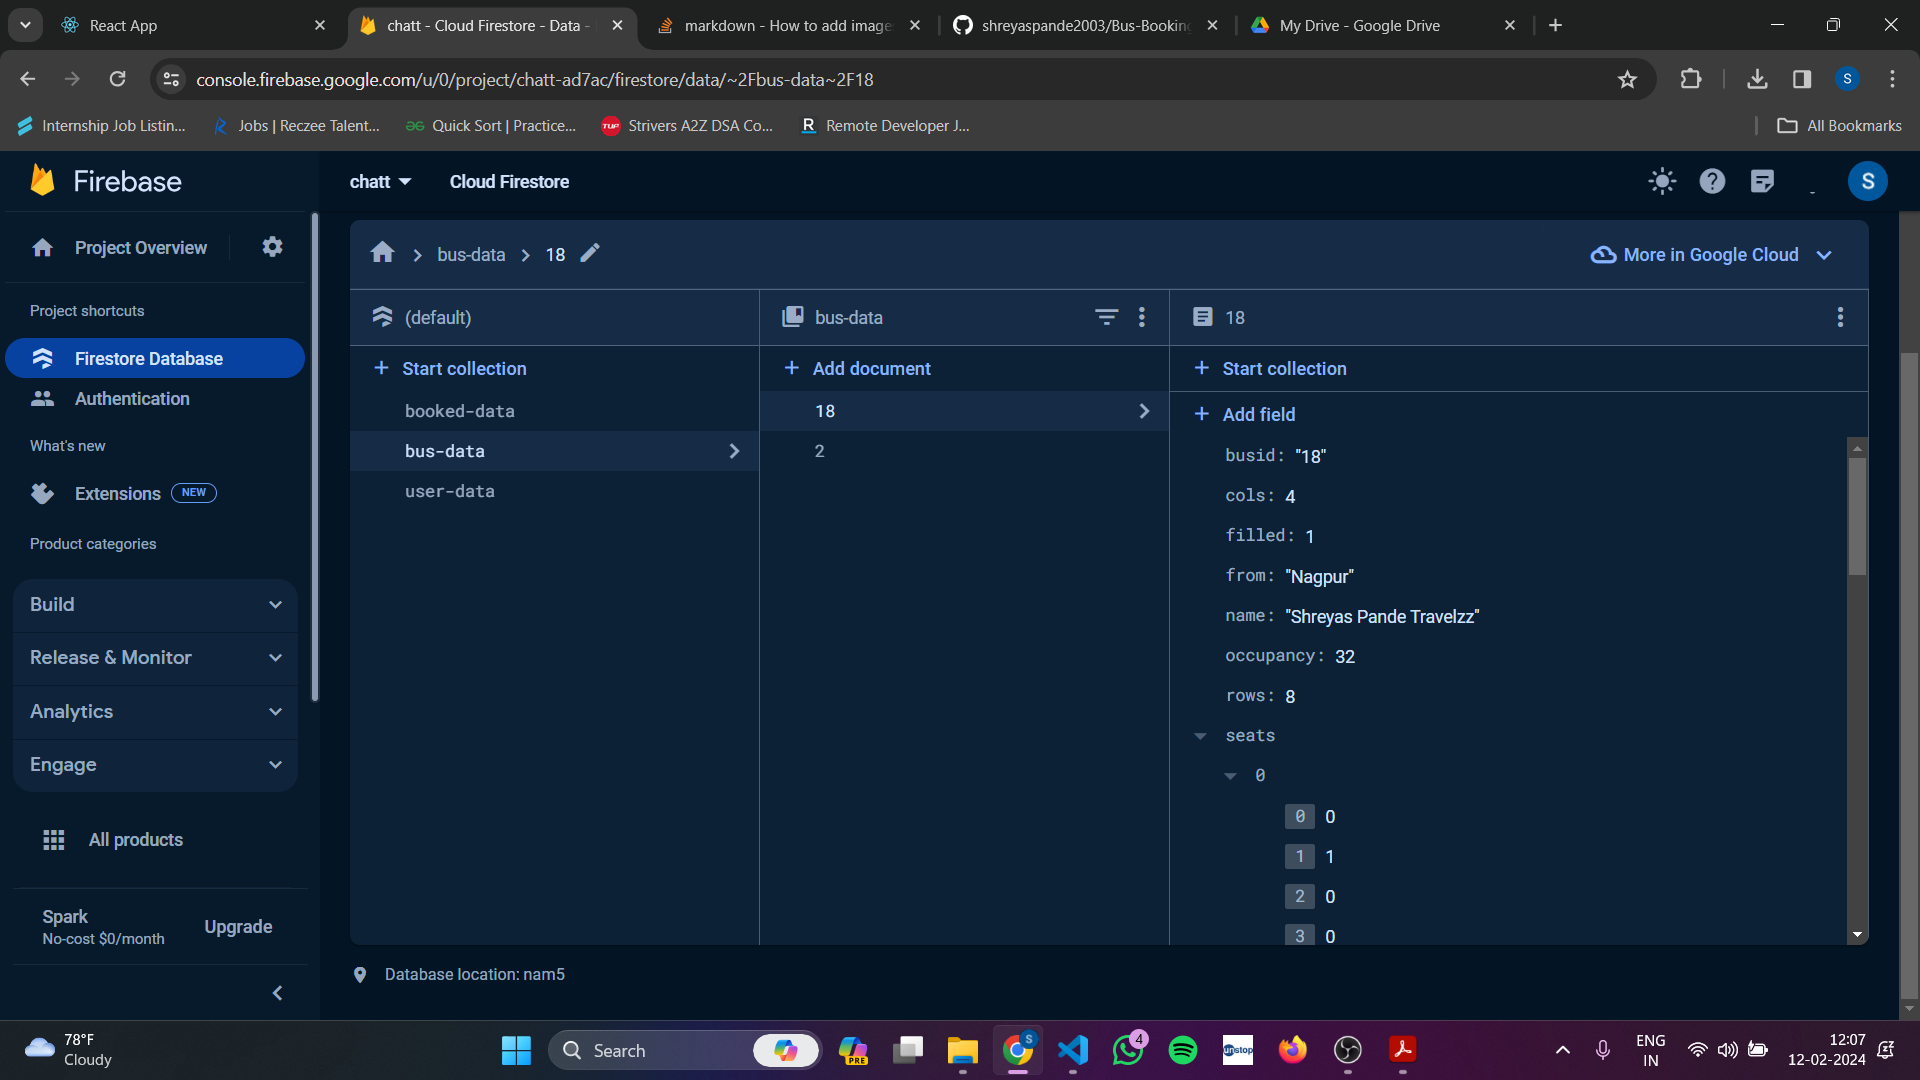 React App
chatt - Cloud Firestore - Data -
markdown - How to add image
shreyaspande2003/Bus-Booking
My Drive - Google Drive
console.firebase.google.com/u/0/project/chatt-ad7ac/firestore/data/~2Fbus-data~2F18
S
Internship Job Listin...
Jobs | Reczee Talent...
Quick Sort | Practice...
TUF
Strivers A2Z DSA Co...
R
Remote Developer J...
All Bookmarks
Firebase
chatt
Cloud Firestore
S
Project Overview
bus-data
18
More in Google Cloud
Project shortcuts
(default)
bus-data
18
Firestore Database
Start collection
Add document
Start collection
Authentication
booked-data
18
Add field
What's new
bus-data
2
busid: "18"
Extensions
NEW
user-data
cols: 4
Product categories
filled: 1
Build
from: "Nagpur"
name: "Shreyas Pande Travelzz"
Release & Monitor
occupancy: 32
rows: 8
Analytics
seats
Engage
0
0 0
All products
1 1
2 0
Spark
No-cost $0/month
Upgrade
3 0
Database location: nam5
78°F
Cloudy
Search
PRE
S
4
unstop
ENG
IN
12:07
12-02-2024